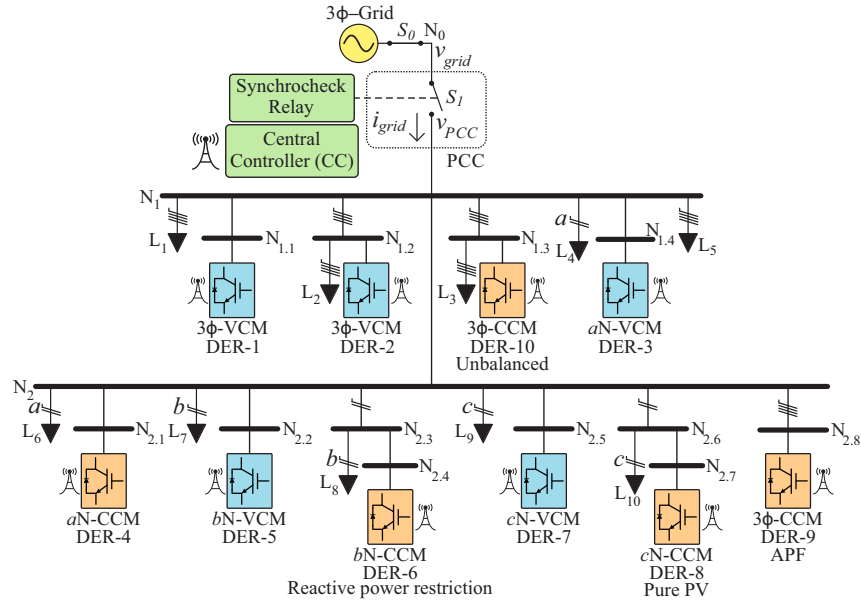 3ϕ–Grid
S0 N0
vgrid
Synchrocheck
Relay
S1
Central
Controller (CC)
igrid
vPCC
PCC
N1
a
L1
N1.1
N1.2
N1.3
L4
N1.4
L5
L2
L3
3ϕ-VCM
DER-1
3ϕ-VCM
DER-2
3ϕ-CCM
DER-10
Unbalanced
aN-VCM
DER-3
N2
a
b
c
L6
N2.1
L7
N2.2
N2.3
L9
N2.5
N2.6
N2.8
b
N2.4
c
N2.7
L8
L10
aN-CCM
DER-4
bN-VCM
DER-5
bN-CCM
DER-6
Reactive power restriction
cN-VCM
DER-7
cN-CCM
DER-8
Pure PV
3ϕ-CCM
DER-9
APF